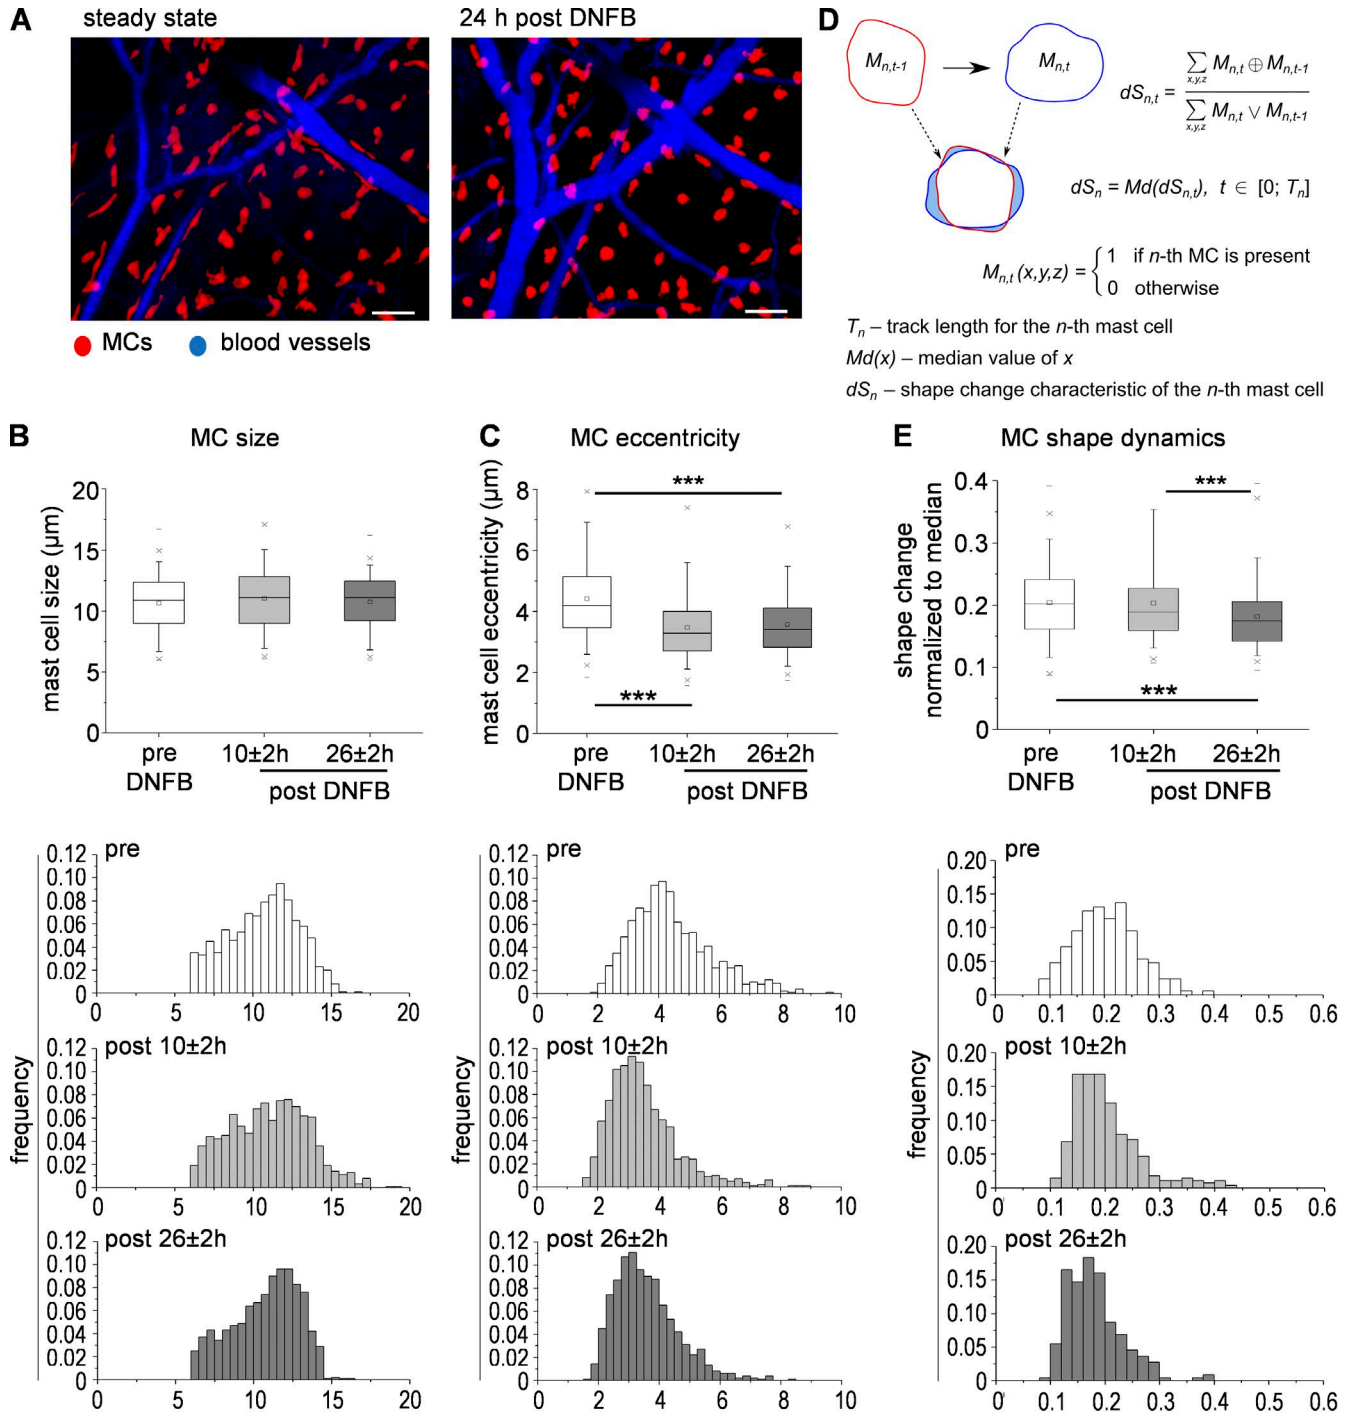 A
steady state
24 h post DNFB
MCs
blood vessels
D
M n,t-1
M n,t
dS n,t = ∑ x,y,z M n,t ⊕ M n,t-1 / ∑ x,y,z M n,t ∨ M n,t-1
dS n = Md(dS n,t), t ∈ [0; T n]
M n,t (x,y,z) = { 1 if n-th MC is present
0 otherwise
T n – track length for the n-th mast cell
Md(x) – median value of x
dS n – shape change characteristic of the n-th mast cell
B
MC size
mast cell size (µm)
20
15
10
5
0
pre DNFB
10±2h
26±2h
post DNFB
C
MC eccentricity
mast cell eccentricity (µm)
8
6
4
2
0
***
***
pre DNFB
10±2h
26±2h
post DNFB
E
MC shape dynamics
shape change
normalized to median
0.4
0.3
0.2
0.1
0
***
***
pre DNFB
10±2h
26±2h
post DNFB
frequency
pre
0.12
0.10
0.08
0.06
0.04
0.02
0
0 5 10 15 20
post 10±2h
0.12
0.10
0.08
0.06
0.04
0.02
0
0 5 10 15 20
post 26±2h
0.12
0.10
0.08
0.06
0.04
0.02
0
0 5 10 15 20
frequency
pre
0.12
0.10
0.08
0.06
0.04
0.02
0
0 2 4 6 8 10
post 10±2h
0.12
0.10
0.08
0.06
0.04
0.02
0
0 2 4 6 8 10
post 26±2h
0.12
0.10
0.08
0.06
0.04
0.02
0
0 2 4 6 8 10
frequency
pre
0.20
0.15
0.10
0.05
0
0 0.1 0.2 0.3 0.4 0.5 0.6
post 10±2h
0.20
0.15
0.10
0.05
0
0 0.1 0.2 0.3 0.4 0.5 0.6
post 26±2h
0.20
0.15
0.10
0.05
0
0 0.1 0.2 0.3 0.4 0.5 0.6